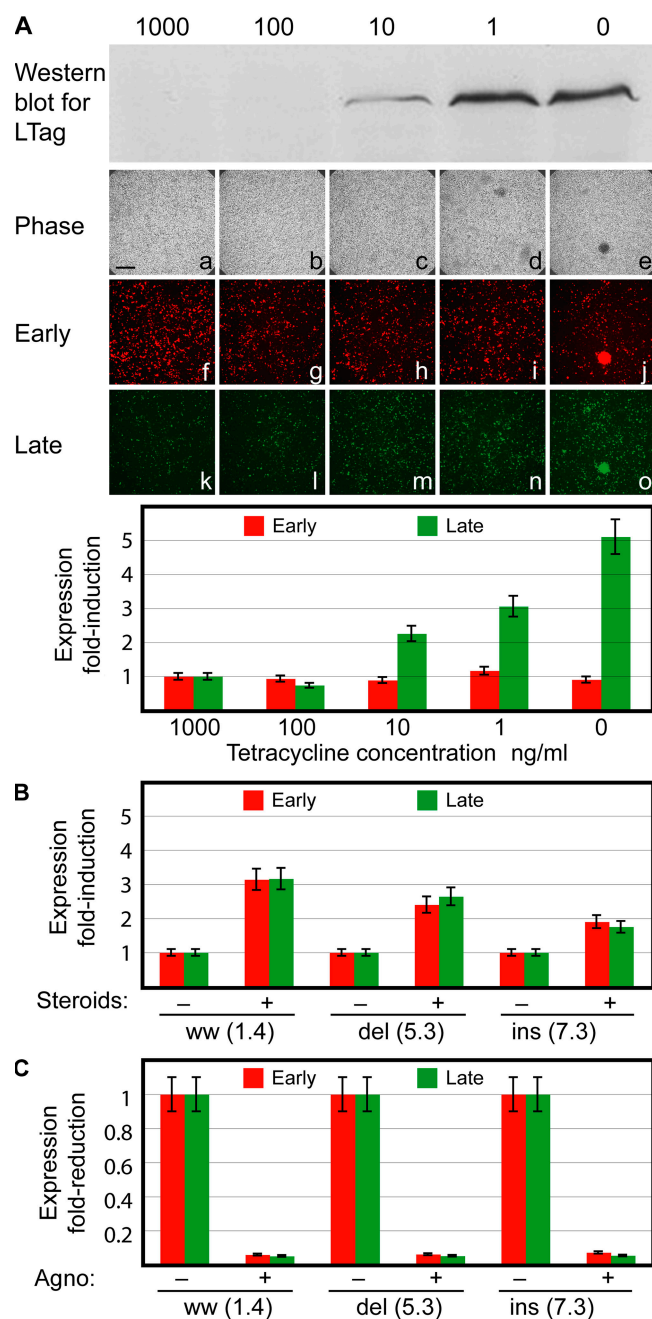 A 1000 100 10 1 0
Western
blot for
LTag
Phase
a b c d e
Early
f g h i j
Late
k l m n o
Early Late
Expression
fold-induction
5
4
3
2
1
1000 100 10 1 0
Tetracycline concentration ng/ml
B
Early Late
Expression
fold-induction
5
4
3
2
1
Steroids: – + – + – +
ww (1.4) del (5.3) ins (7.3)
C
Early Late
Expression
fold-reduction
1
0.8
0.6
0.4
0.2
Agno: – + – + – +
ww (1.4) del (5.3) ins (7.3)